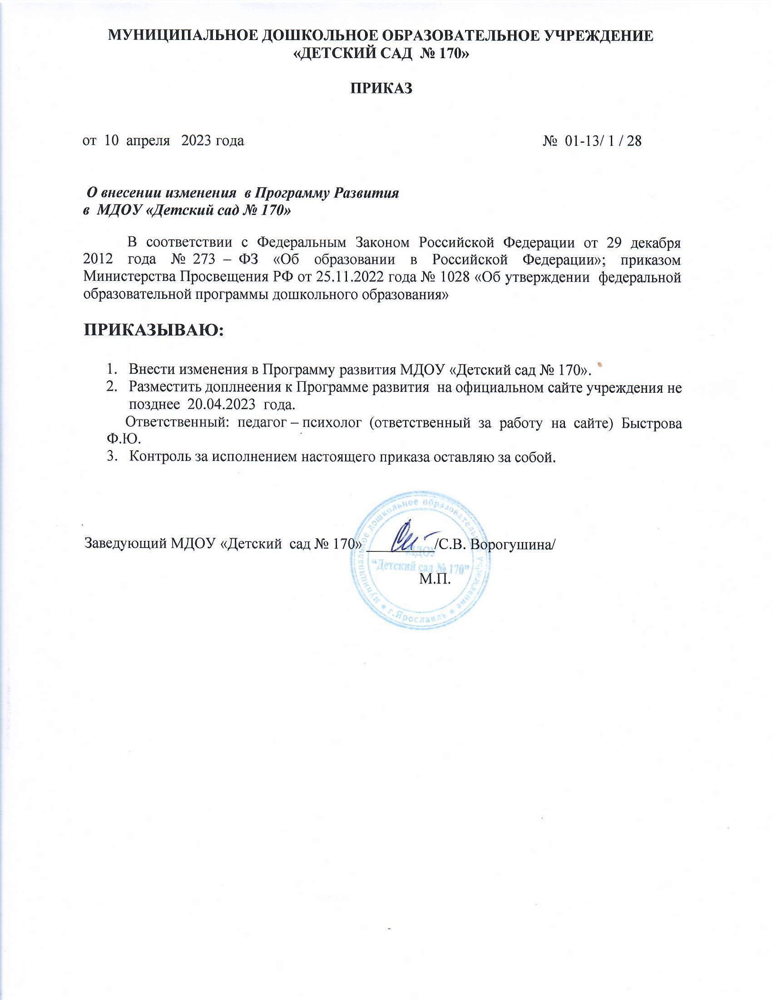 МУНИЦИПАЛЬНОЕ ДОШКОЛЬНОЕ ОБРАЗОВАТЕЛЬНОЕ УЧРЕЖДЕНИЕ
«ДЕТСКИЙ САД № 170»
ПРИКАЗ
от 10 апреля 2023 года № 01-13/ 1 / 28
О внесении изменения в Программу Развития
в МДОУ «Детский сад № 170»
В соответствии с Федеральным Законом Российской Федерации от 29 декабря
2012 года № 273 – ФЗ «Об образовании в Российской Федерации»; приказом
Министерства Просвещения РФ от 25.11.2022 года № 1028 «Об утверждении федеральной
образовательной программы дошкольного образования»
ПРИКАЗЫВАЮ:
1. Внести изменения в Программу развития МДОУ «Детский сад № 170».
2. Разместить доплнеения к Программе развития на официальном сайте учреждения не
позднее 20.04.2023 года.
Ответственный: педагог – психолог (ответственный за работу на сайте) Быстрова
Ф.Ю.
3. Контроль за исполнением настоящего приказа оставляю за собой.
Заведующий МДОУ «Детский сад № 170» /С.В. Ворогушина/
М.П.
муниципальное дошкольное образовательное учреждение * г.Ярославль *
МДОУ
“Детский сад № 170”